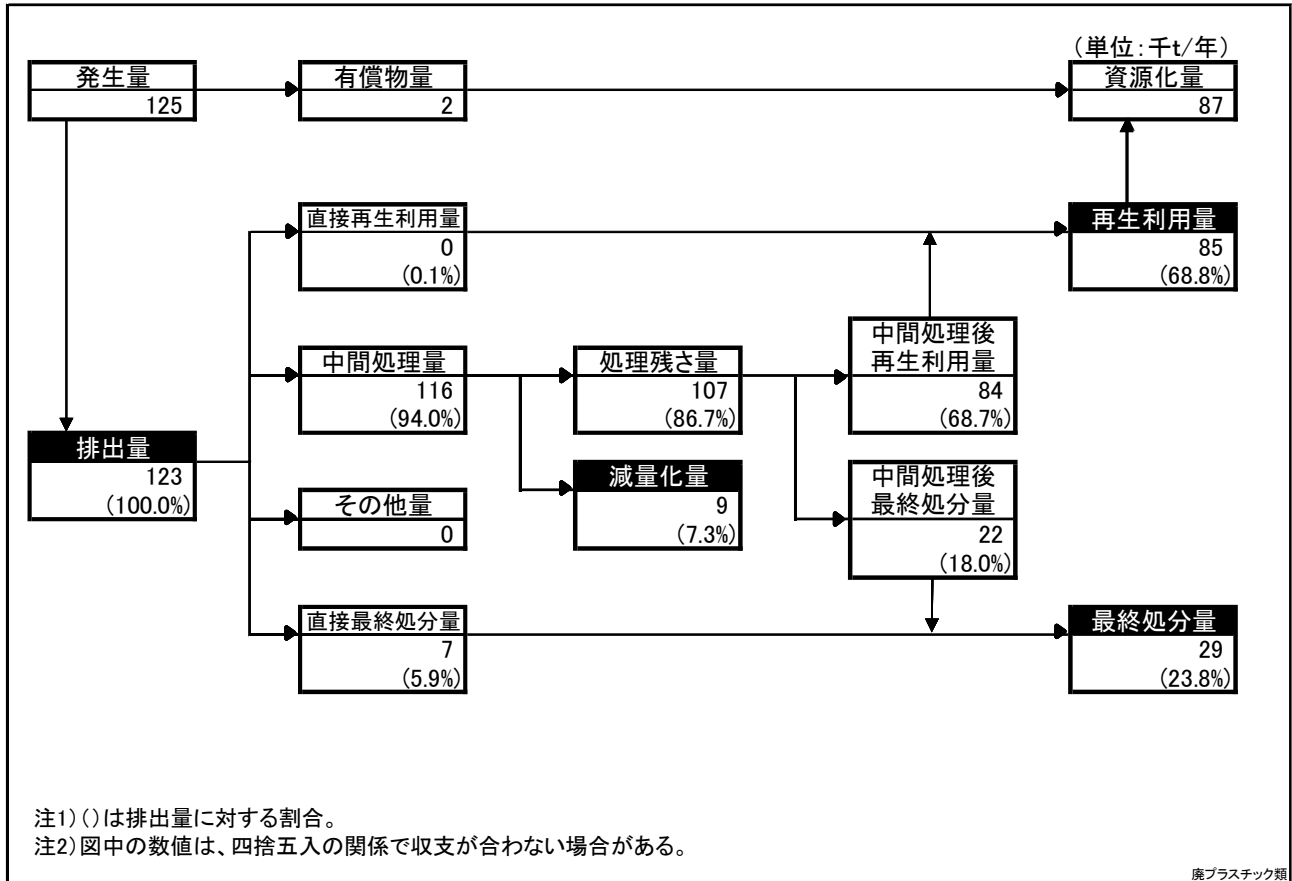 （単位：千t/年）
発生量
125
有償物量
2
資源化量
87
直接再生利用量
0
（0.1%）
再生利用量
85
（68.8%）
中間処理量
116
（94.0%）
処理残さ量
107
（86.7%）
中間処理後
再生利用量
84
（68.7%）
排出量
123
（100.0%）
その他量
0
減量化量
9
（7.3%）
中間処理後
最終処分量
22
（18.0%）
直接最終処分量
7
（5.9%）
最終処分量
29
（23.8%）
注1）（）は排出量に対する割合。
注2）図中の数値は、四捨五入の関係で収支が合わない場合がある。
廃プラスチック類